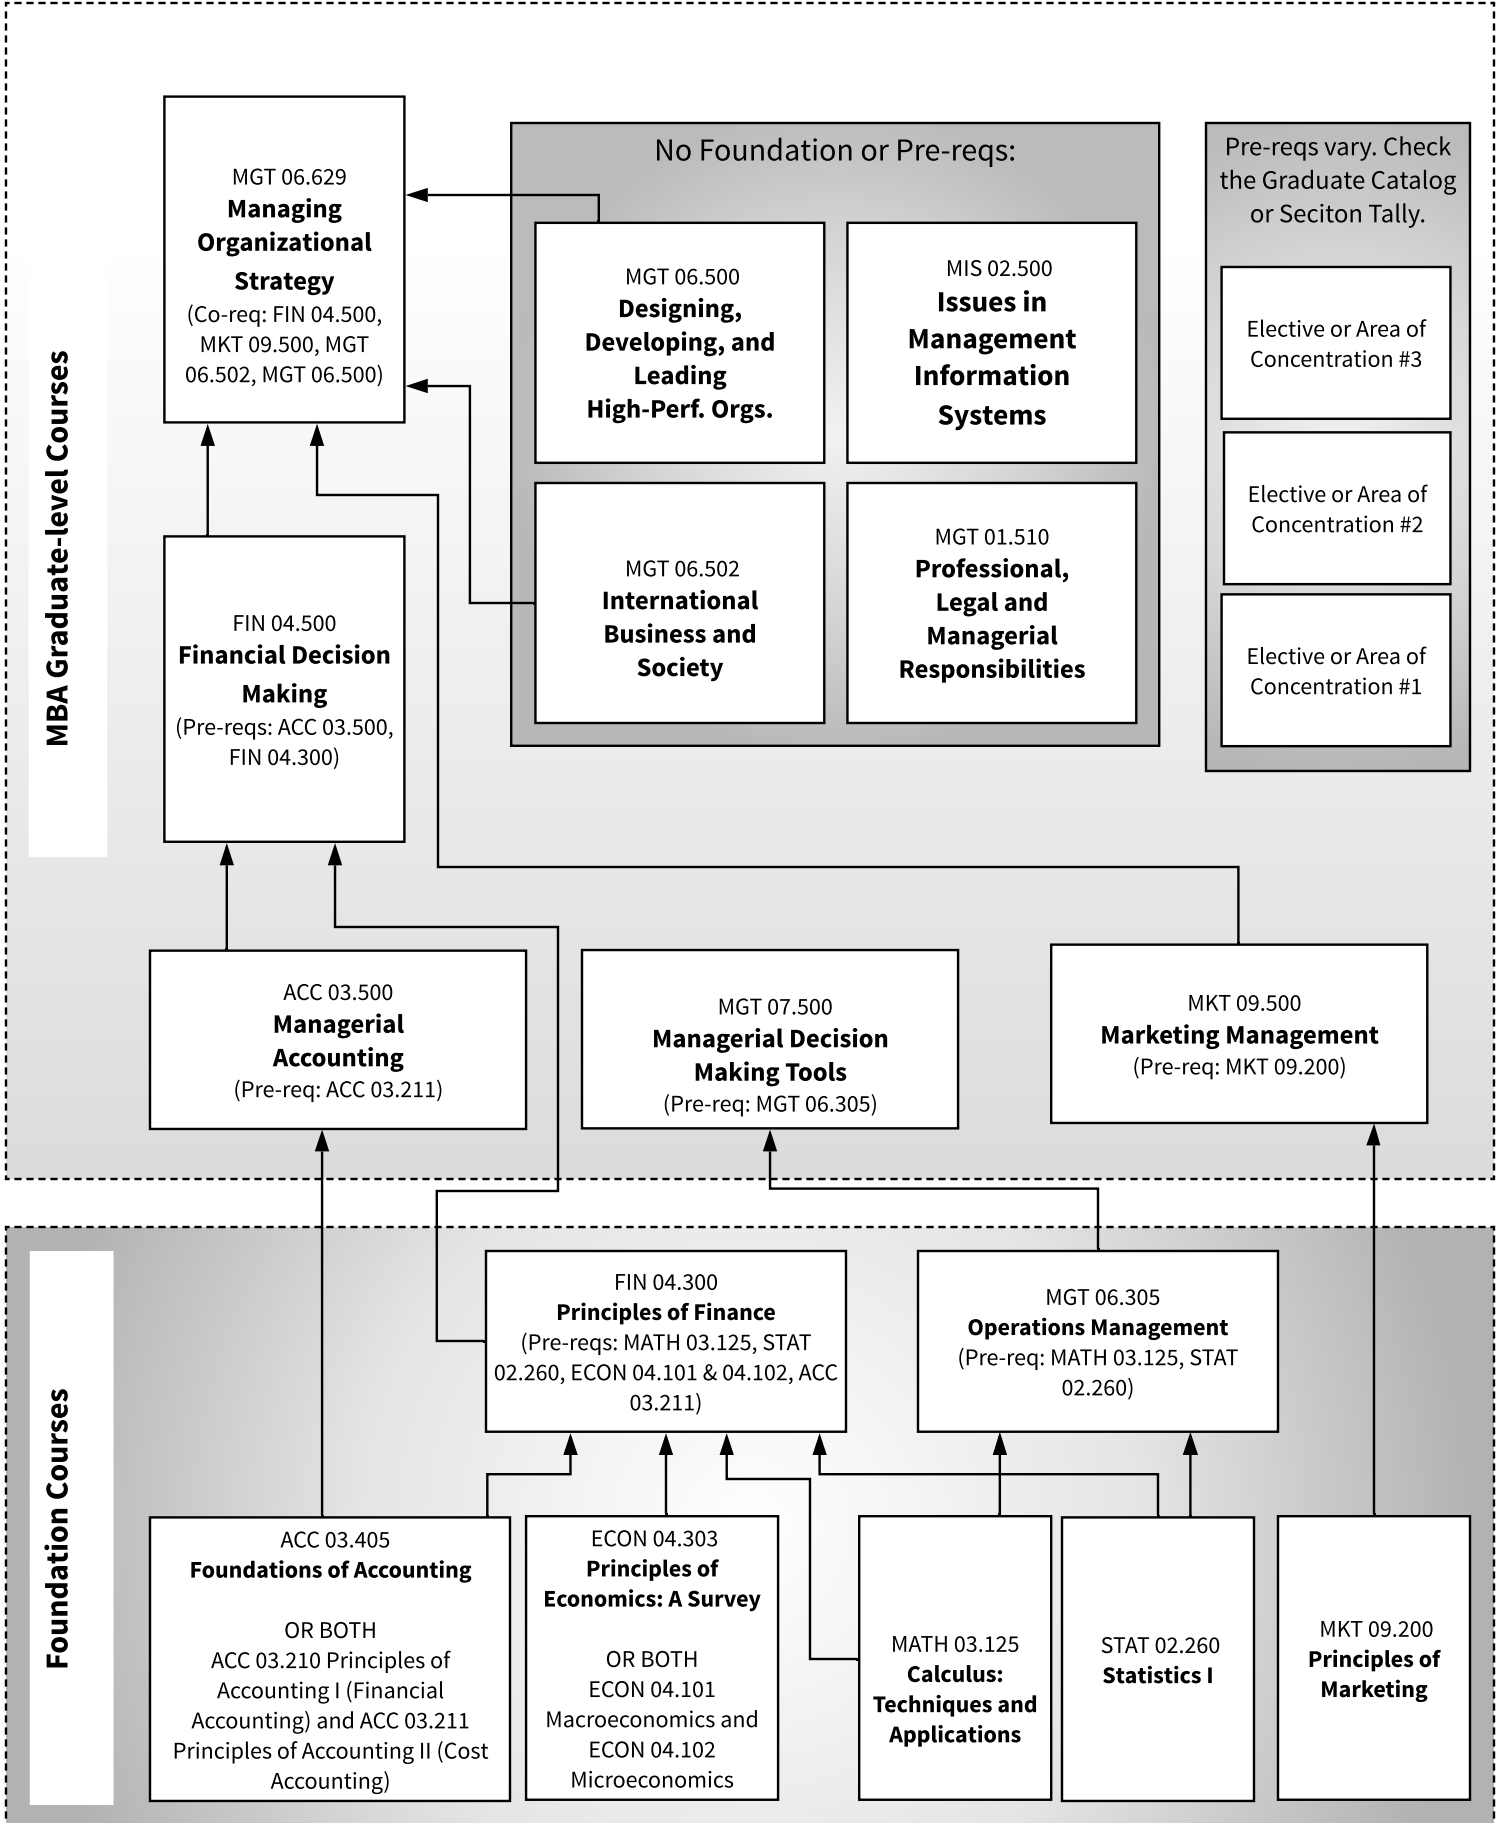 MBA Graduate-level Courses
MGT 06.629
Managing
Organizational
Strategy
(Co-req: FIN 04.500,
MKT 09.500, MGT
06.502, MGT 06.500)
No Foundation or Pre-reqs:
MGT 06.500
Designing,
Developing, and
Leading
High-Perf. Orgs.
MIS 02.500
Issues in
Management
Information
Systems
MGT 06.502
International
Business and
Society
MGT 01.510
Professional,
Legal and
Managerial
Responsibilities
Pre-reqs vary. Check
the Graduate Catalog
or Seciton Tally.
Elective or Area of
Concentration #3
Elective or Area of
Concentration #2
Elective or Area of
Concentration #1
FIN 04.500
Financial Decision
Making
(Pre-reqs: ACC 03.500,
FIN 04.300)
ACC 03.500
Managerial
Accounting
(Pre-req: ACC 03.211)
MGT 07.500
Managerial Decision
Making Tools
(Pre-req: MGT 06.305)
MKT 09.500
Marketing Management
(Pre-req: MKT 09.200)
Foundation Courses
FIN 04.300
Principles of Finance
(Pre-reqs: MATH 03.125, STAT
02.260, ECON 04.101 & 04.102, ACC
03.211)
MGT 06.305
Operations Management
(Pre-req: MATH 03.125, STAT
02.260)
ACC 03.405
Foundations of Accounting
OR BOTH
ACC 03.210 Principles of
Accounting I (Financial
Accounting) and ACC 03.211
Principles of Accounting II (Cost
Accounting)
ECON 04.303
Principles of
Economics: A Survey
OR BOTH
ECON 04.101
Macroeconomics and
ECON 04.102
Microeconomics
MATH 03.125
Calculus:
Techniques and
Applications
STAT 02.260
Statistics I
MKT 09.200
Principles of
Marketing